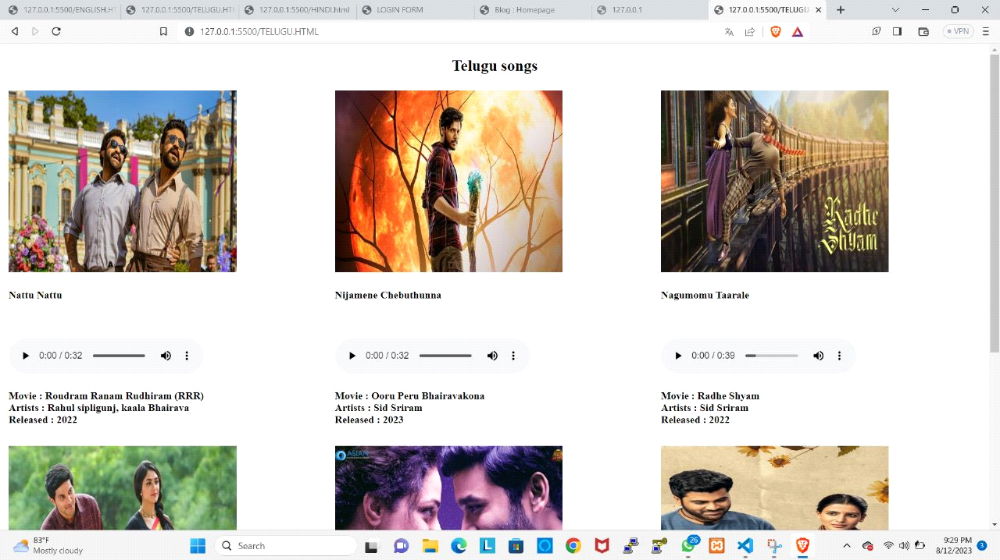 127.0.0.1:5500/ENGLISH.HT
127.0.0.1:5500/TELUGU.HT
127.0.0.1:5500/HINDI.html
LOGIN FORM
Blog : Homepage
127.0.0.1
127.0.0.1:5500/TELUGU
127.0.0.1:5500/TELUGU.HTML
VPN
Telugu songs
Radhe
Shyam
Nattu Nattu
Nijamene Chebuthunna
Nagumomu Taarale
0:00 / 0:32
0:00 / 0:32
0:00 / 0:39
Movie : Roudram Ranam Rudhiram (RRR)
Artists : Rahul sipligunj, kaala Bhairava
Released : 2022
Movie : Ooru Peru Bhairavakona
Artists : Sid Sriram
Released : 2023
Movie : Radhe Shyam
Artists : Sid Sriram
Released : 2022
ASIAN
83°F
Mostly cloudy
Search
L
26
9:29 PM
8/12/2023
3